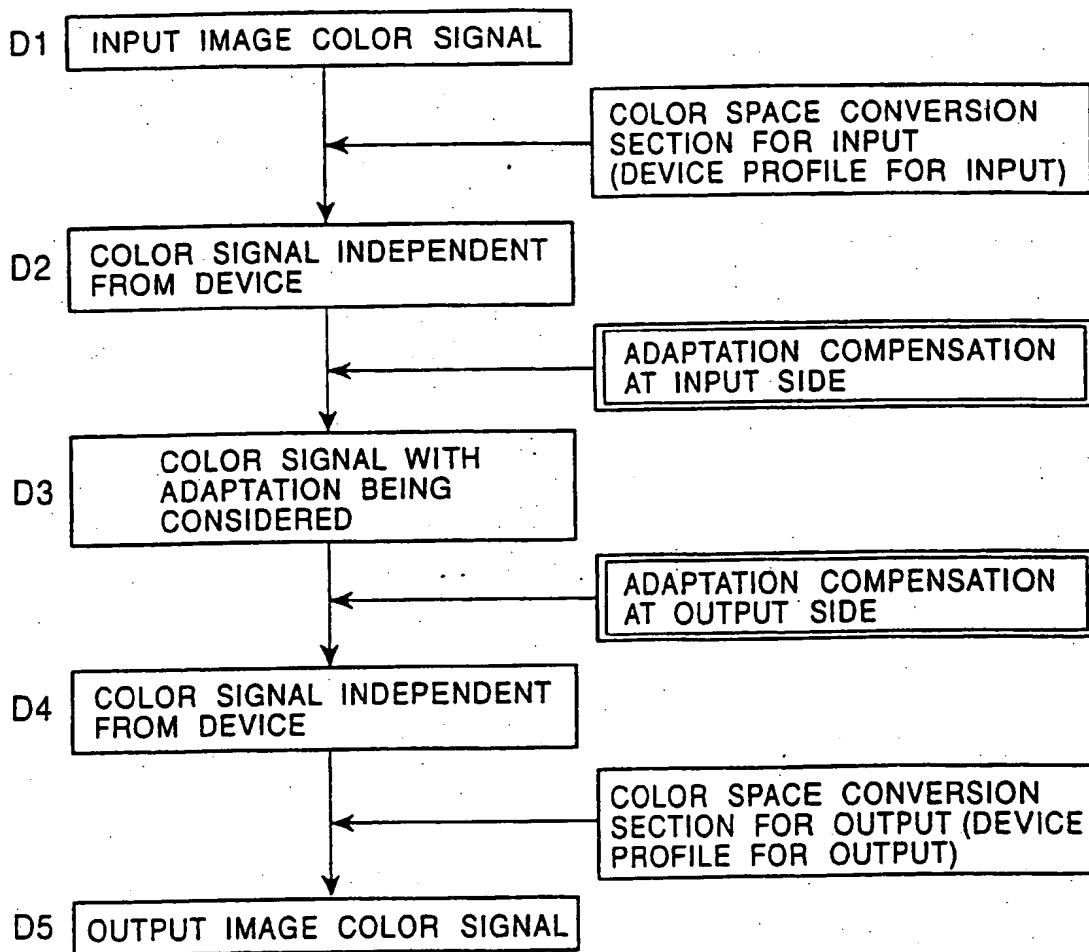 D1 INPUT IMAGE COLOR SIGNAL
COLOR SPACE CONVERSION
SECTION FOR INPUT
(DEVICE PROFILE FOR INPUT)
D2 COLOR SIGNAL INDEPENDENT
FROM DEVICE
ADAPTATION COMPENSATION
AT INPUT SIDE
D3 COLOR SIGNAL WITH
ADAPTATION BEING
CONSIDERED
ADAPTATION COMPENSATION
AT OUTPUT SIDE
D4 COLOR SIGNAL INDEPENDENT
FROM DEVICE
COLOR SPACE CONVERSION
SECTION FOR OUTPUT (DEVICE
PROFILE FOR OUTPUT)
D5 OUTPUT IMAGE COLOR SIGNAL